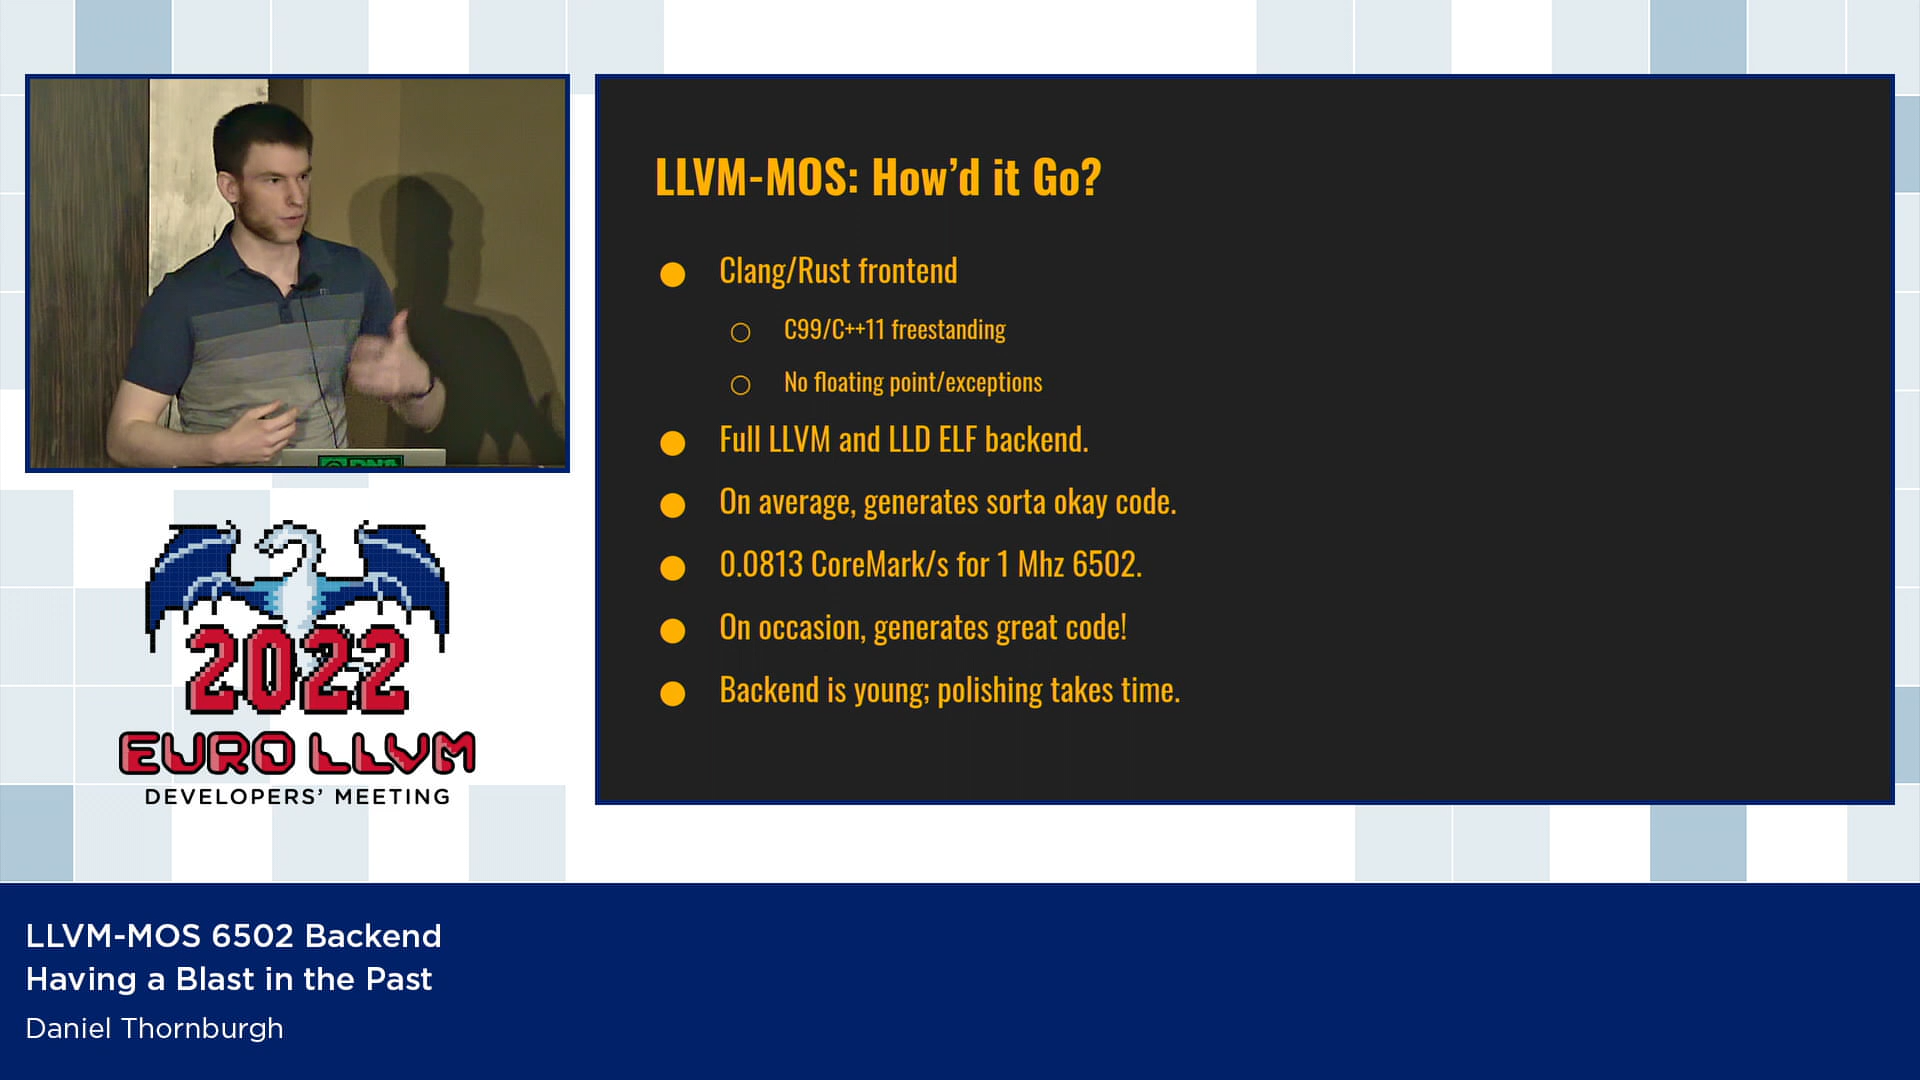 LLVM-MOS: How’d it Go?
Clang/Rust frontend
C99/C++11 freestanding
No floating point/exceptions
Full LLVM and LLD ELF backend.
On average, generates sorta okay code.
0.0813 CoreMark/s for 1 Mhz 6502.
On occasion, generates great code!
Backend is young; polishing takes time.
2022
EURO LLVM
DEVELOPERS’ MEETING
LLVM-MOS 6502 Backend
Having a Blast in the Past
Daniel Thornburgh